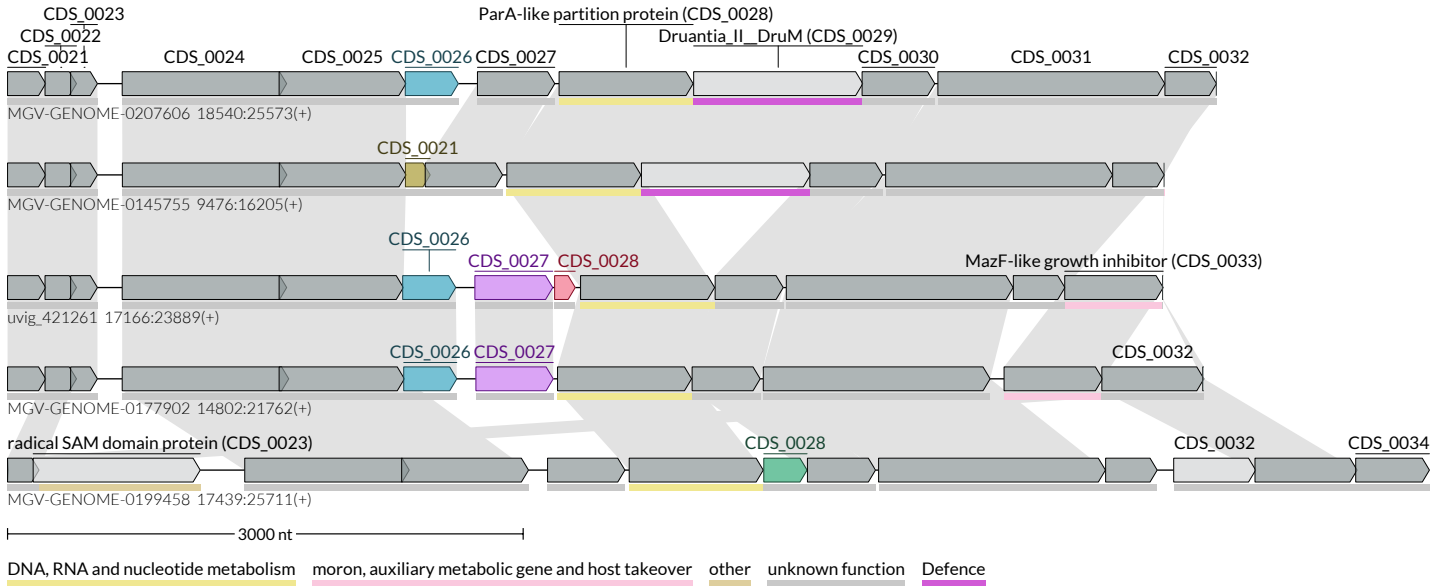 CDS_0023 ParA-like partition protein (CDS_0028)
CDS_0022 Druantia_II__DruM (CDS_0029)
CDS_0021 CDS_0024 CDS_0025 CDS_0026 CDS_0027 CDS_0030 CDS_0031 CDS_0032
MGV-GENOME-0207606 18540:25573(+)
CDS_0021
MGV-GENOME-0145755 9476:16205(+)
CDS_0026
CDS_0027 CDS_0028 MazF-like growth inhibitor (CDS_0033)
uvig_421261 17166:23889(+)
CDS_0026 CDS_0027 CDS_0032
MGV-GENOME-0177902 14802:21762(+)
radical SAM domain protein (CDS_0023) CDS_0028 CDS_0032 CDS_0034
MGV-GENOME-0199458 17439:25711(+)
3000 nt
DNA, RNA and nucleotide metabolism moron, auxiliary metabolic gene and host takeover other unknown function Defence